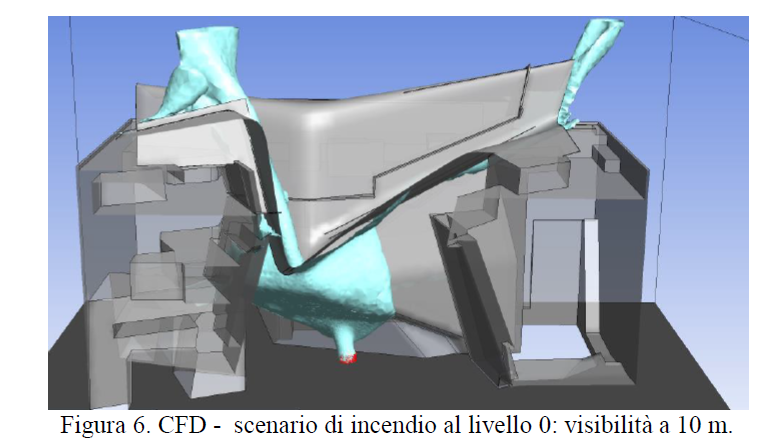 Figura 6. CFD -  scenario di incendio al livello 0: visibilità a 10 m.